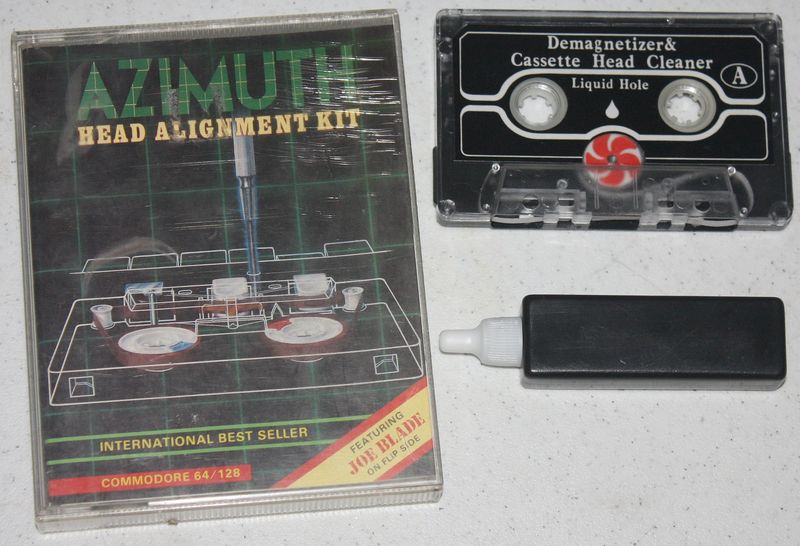 AZIMUTH
HEAD ALIGNMENT KIT
INTERNATIONAL BEST SELLER
COMMODORE 64/128
FEATURING
JOE BLADE
ON FLIP SIDE
Demagnetizer&
Cassette Head Cleaner
A
Liquid Hole